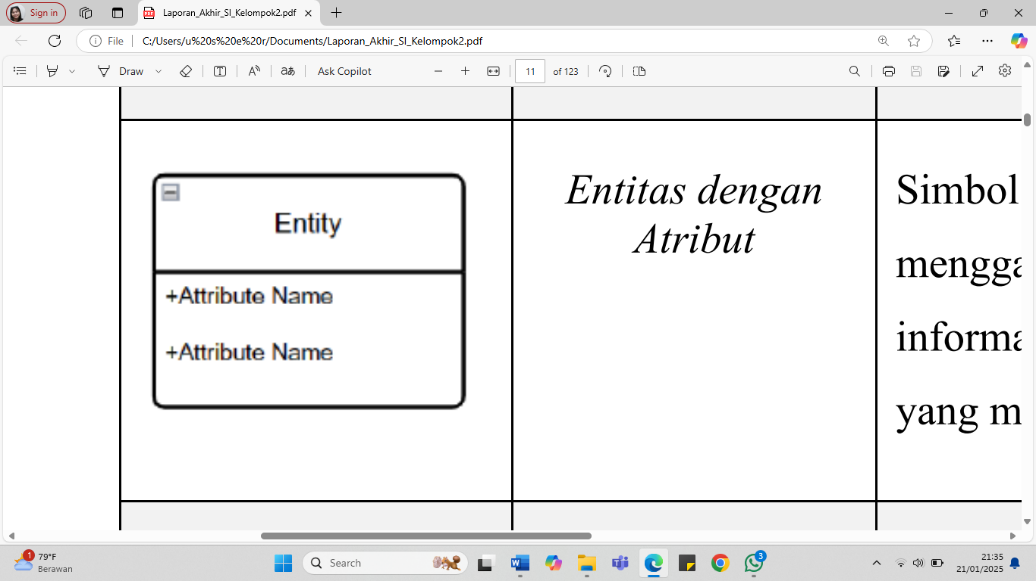 Sign in
Laporan_Akhir_SI_Kelompok2.pdf
File
C:/Users/u%20s%20e%20r/Documents/Laporan_Akhir_SI_Kelompok2.pdf
Draw
Ask Copilot
11 of 123
Entity
+Attribute Name
+Attribute Name
Entitas dengan
Atribut
Simbol
mengga
informa
yang m
1
79°F
Berawan
Search
3
21:35
21/01/2025